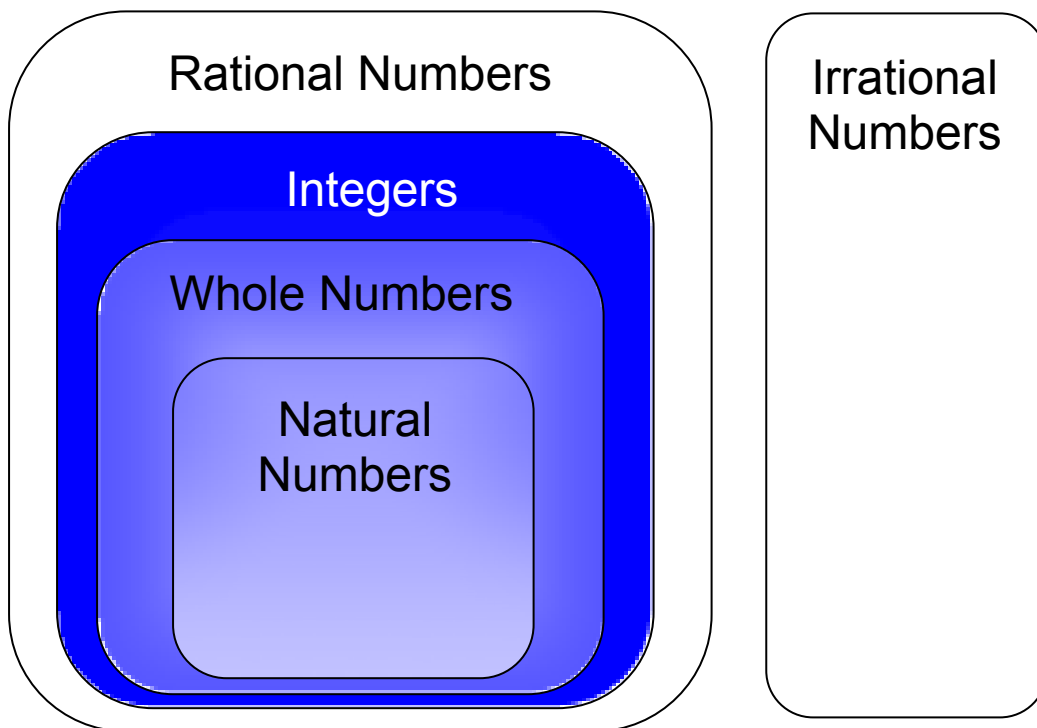 Rational Numbers
Integers
Whole Numbers
Natural
Numbers
Irrational
Numbers